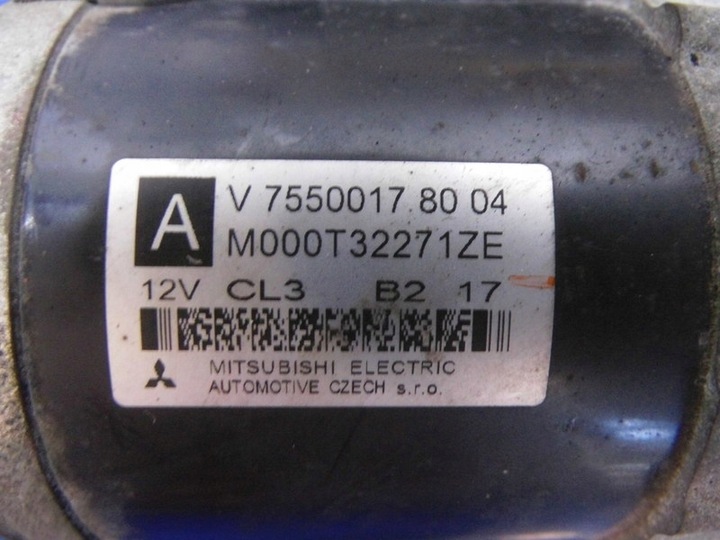 A
V 7550017 80 04
M000T32271ZE
12V CL3 B2 17
MITSUBISHI ELECTRIC
AUTOMOTIVE CZECH s.r.o.